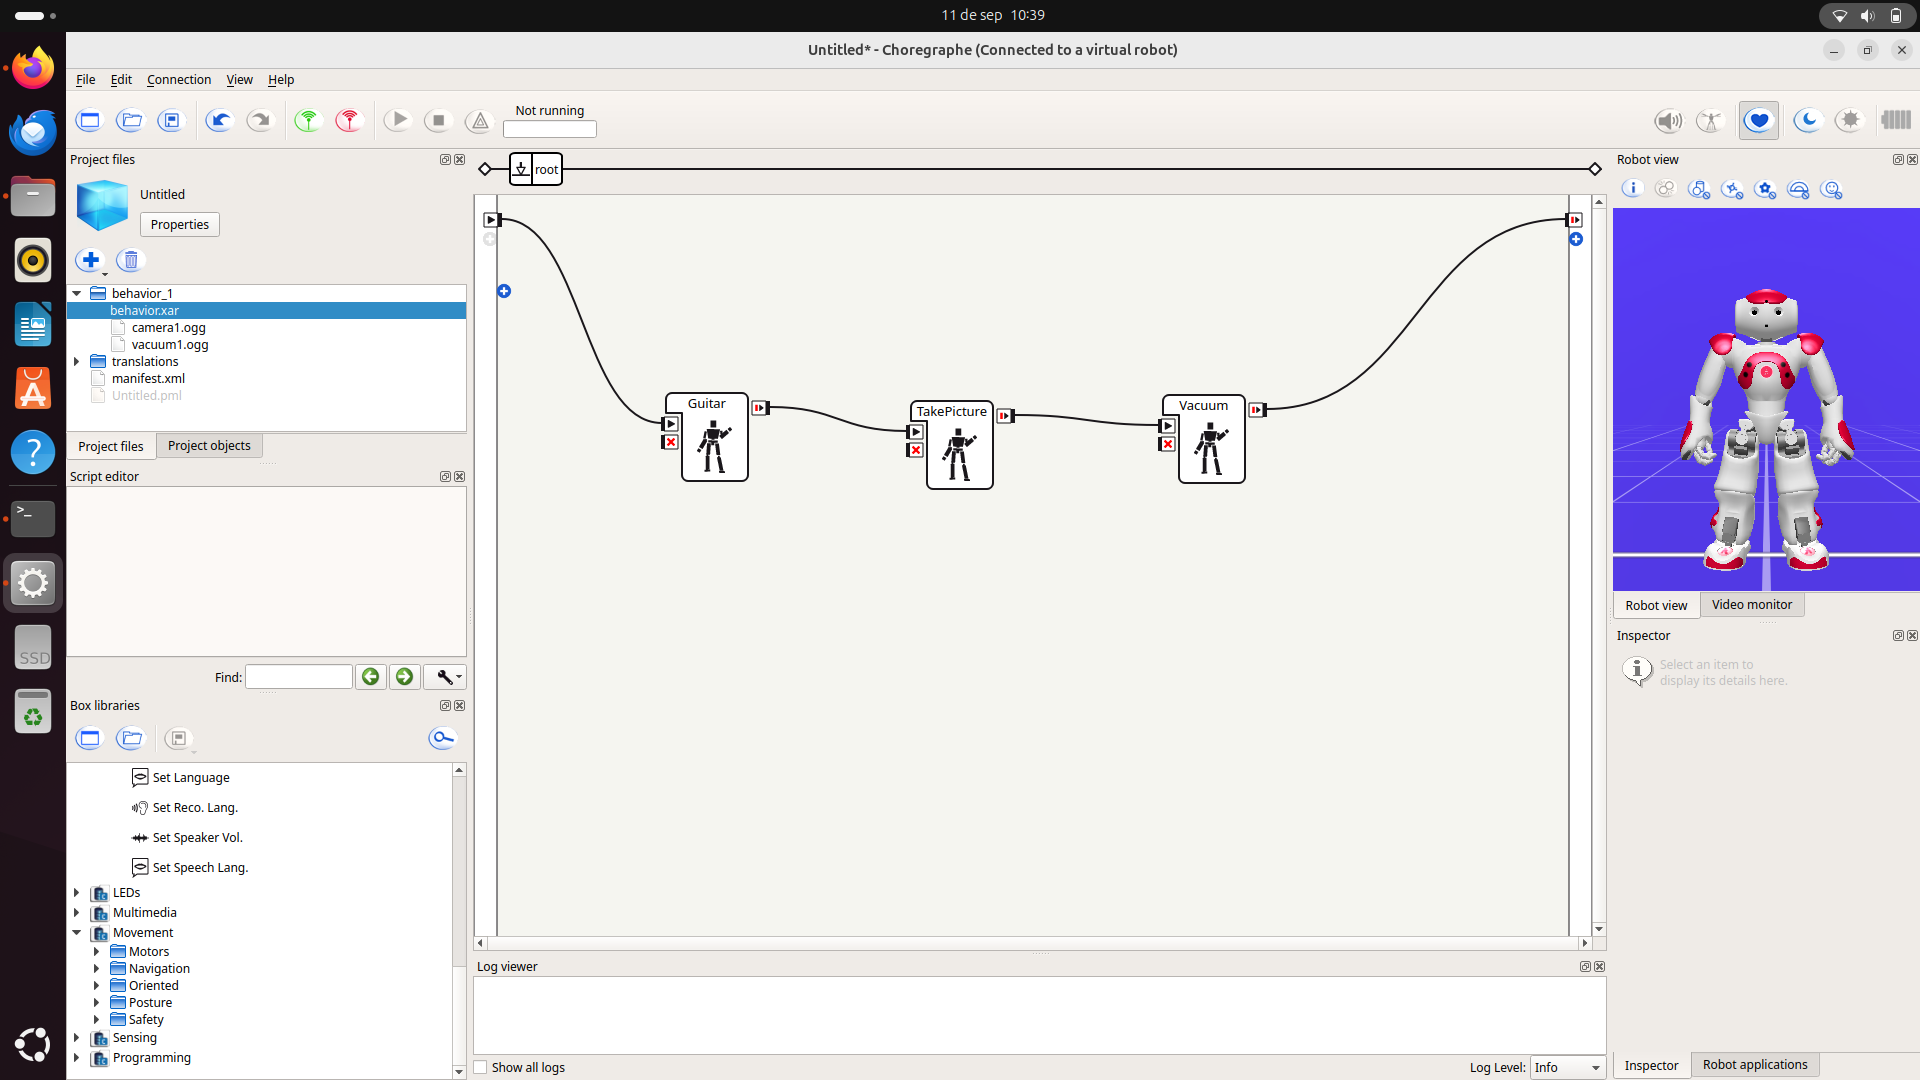 11 de sep 10:39
Untitled* - Choregraphe (Connected to a virtual robot)
File Edit Connection View Help
Not running
Project files
Untitled
Properties
behavior_1
behavior.xar
camera1.ogg
vacuum1.ogg
translations
manifest.xml
Untitled.pml
Project files Project objects
Script editor
Find:
Box libraries
Set Language
Set Reco. Lang.
Set Speaker Vol.
Set Speech Lang.
LEDs
Multimedia
Movement
Motors
Navigation
Oriented
Posture
Safety
Sensing
Programming
SSD
root
Guitar
TakePicture
Vacuum
Log viewer
Show all logs
Log Level: Info
Robot view
Robot view Video monitor
Inspector
Select an item to
display its details here.
Inspector Robot applications